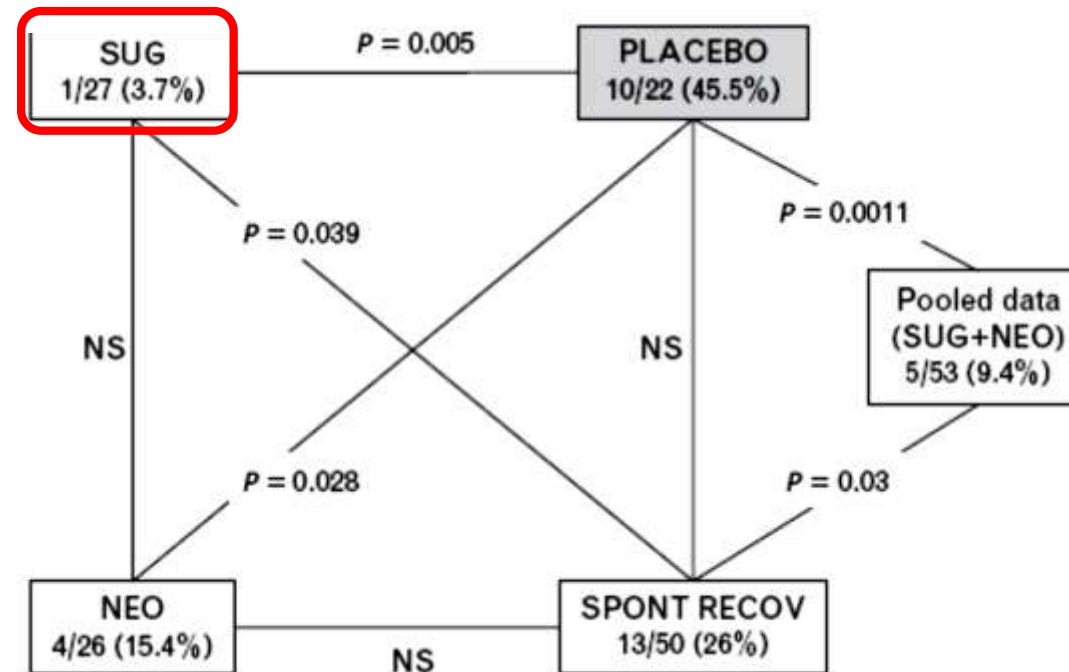 SUG
1/27 (3.7%)
P = 0.005
PLACEBO
10/22 (45.5%)
P = 0.039
P = 0.0011
Pooled data
(SUG+NEO)
5/53 (9.4%)
NS
NS
P = 0.028
P = 0.03
NEO
4/26 (15.4%)
NS
SPONT RECOV
13/50 (26%)